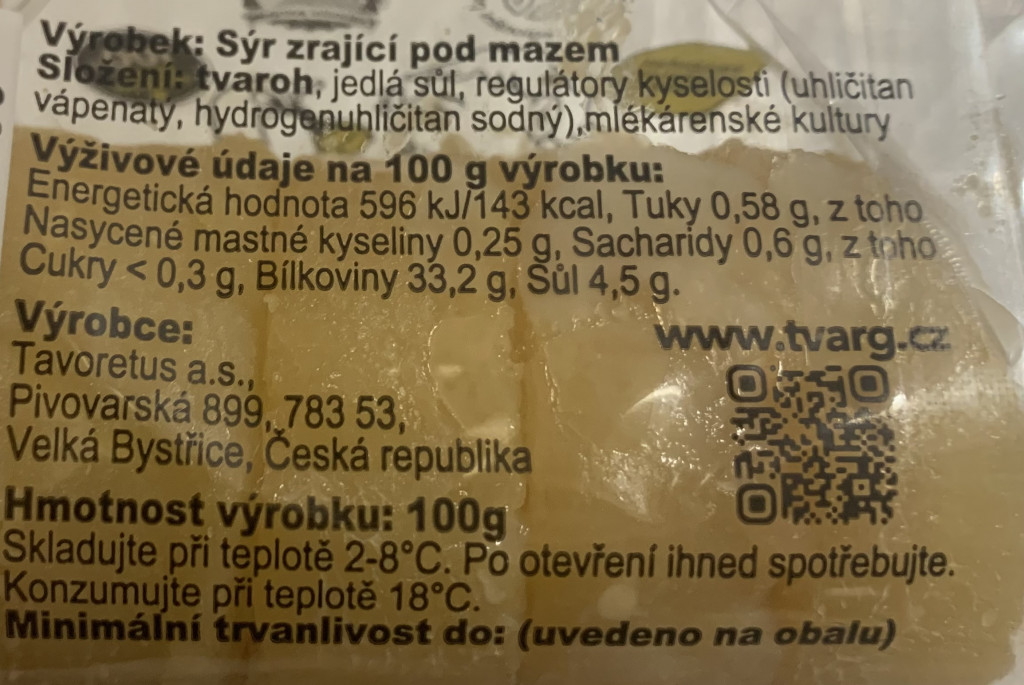 Výrobek: Sýr zrající pod mazem
Složení: tvaroh, jedlá sůl, regulátory kyselosti (uhličitan
vápenatý, hydrogenuhličitan sodný),mlékárenské kultury
Výživové údaje na 100 g výrobku:
Energetická hodnota 596 kJ/143 kcal, Tuky 0,58 g, z toho
Nasycené mastné kyseliny 0,25 g, Sacharidy 0,6 g, z toho
Cukry < 0,3 g, Bílkoviny 33,2 g, Sůl 4,5 g.
Výrobce:
Tavoretus a.s.,
Pivovarská 899, 783 53,
Velká Bystřice, Česká republika
www.tvarg.cz
Hmotnost výrobku: 100g
Skladujte při teplotě 2-8°C. Po otevření ihned spotřebujte.
Konzumujte při teplotě 18°C.
Minimální trvanlivost do: (uvedeno na obalu)